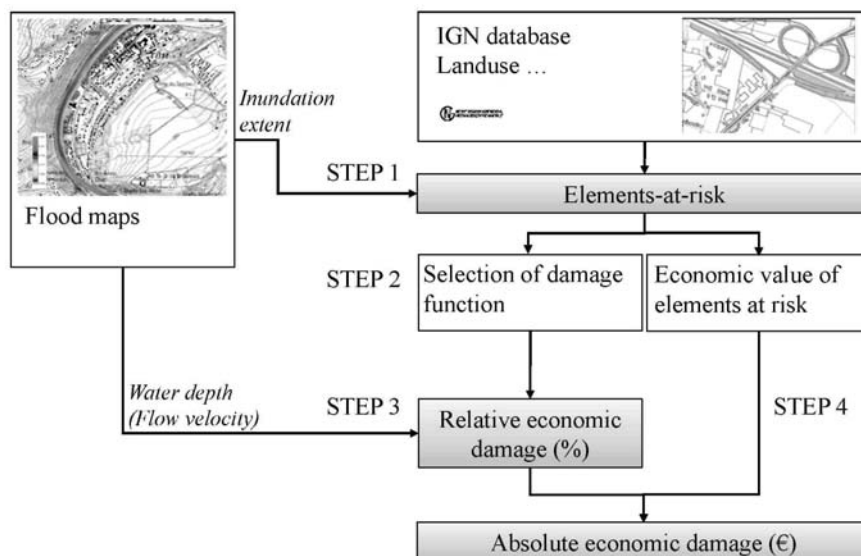 IGN database
Landuse ...
Inundation
extent
STEP 1
Flood maps
Elements-at-risk
STEP 2
Selection of damage
function
Economic value of
elements at risk
Water depth
(Flow velocity)
STEP 3
STEP 4
Relative economic
damage (%)
Absolute economic damage (€)